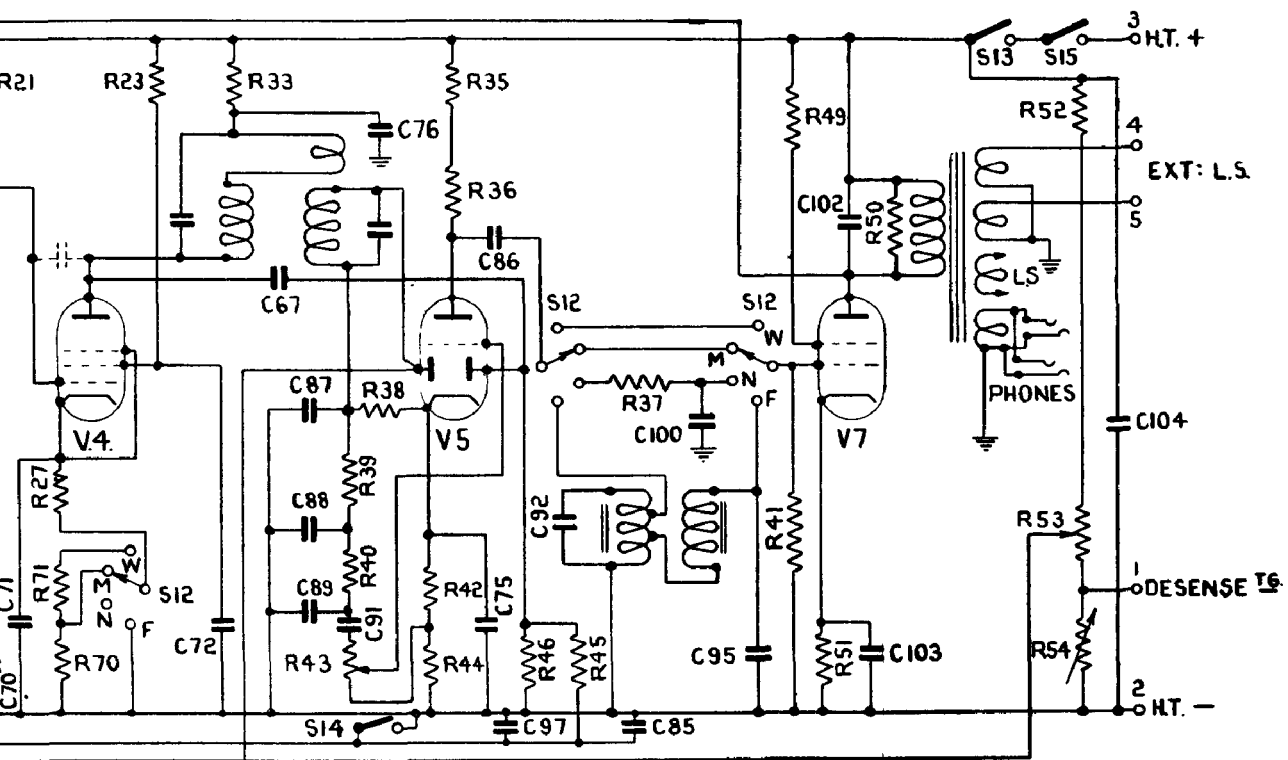 3
H.T. +
S13
S15
R21
R23
R33
R35
R49
R52
C76
4
R36
EXT: L.S.
C102
R50
5
C86
C67
LS
S12
S12
W
M
N
F
C87
R38
R37
C100
PHONES
V4.
V5
V7
C104
R27
R39
C88
C92
R41
R53
R71
W
M
N
F
S12
R40
C89
C91
R42
C75
1
DESENSE TG.
C71
C72
R70
R43
R44
R46
R45
C95
R51
C103
R54
C70
2
H.T. —
S14
C97
C85